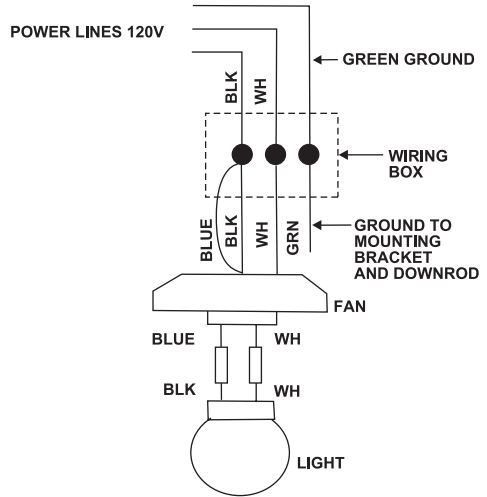 POWER LINES 120V
GREEN GROUND
BLK
WH
WIRING
BOX
BLUE
BLK
WH
GRN
GROUND TO
MOUNTING
BRACKET
AND DOWNROD
FAN
BLUE
WH
BLK
WH
LIGHT